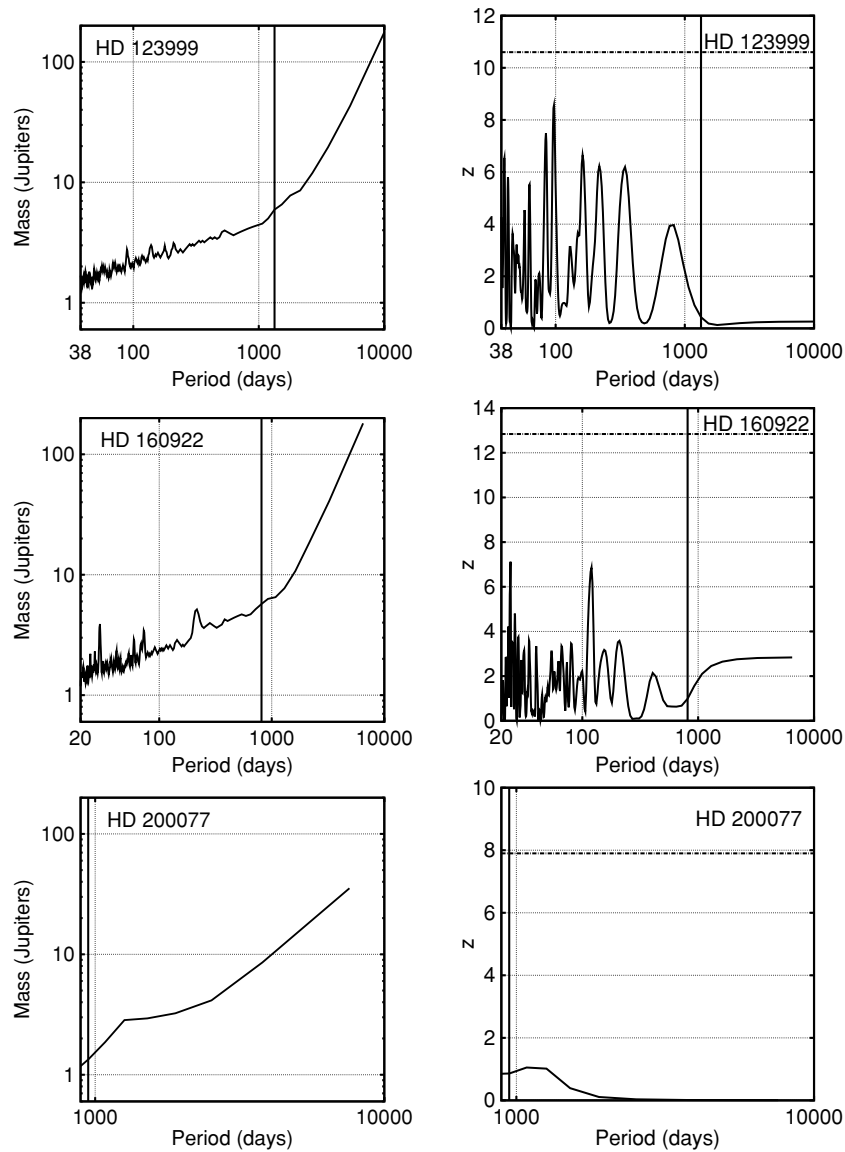 HD 123999
100
10
1
Mass (Jupiters)
38 100 1000 10000
Period (days)
HD 123999
12
10
8
6
4
2
0
z
38 100 1000 10000
Period (days)
HD 160922
100
10
1
Mass (Jupiters)
20 100 1000 10000
Period (days)
HD 160922
14
12
10
8
6
4
2
0
z
20 100 1000 10000
Period (days)
HD 200077
100
10
1
Mass (Jupiters)
1000 10000
Period (days)
HD 200077
10
8
6
4
2
0
z
1000 10000
Period (days)